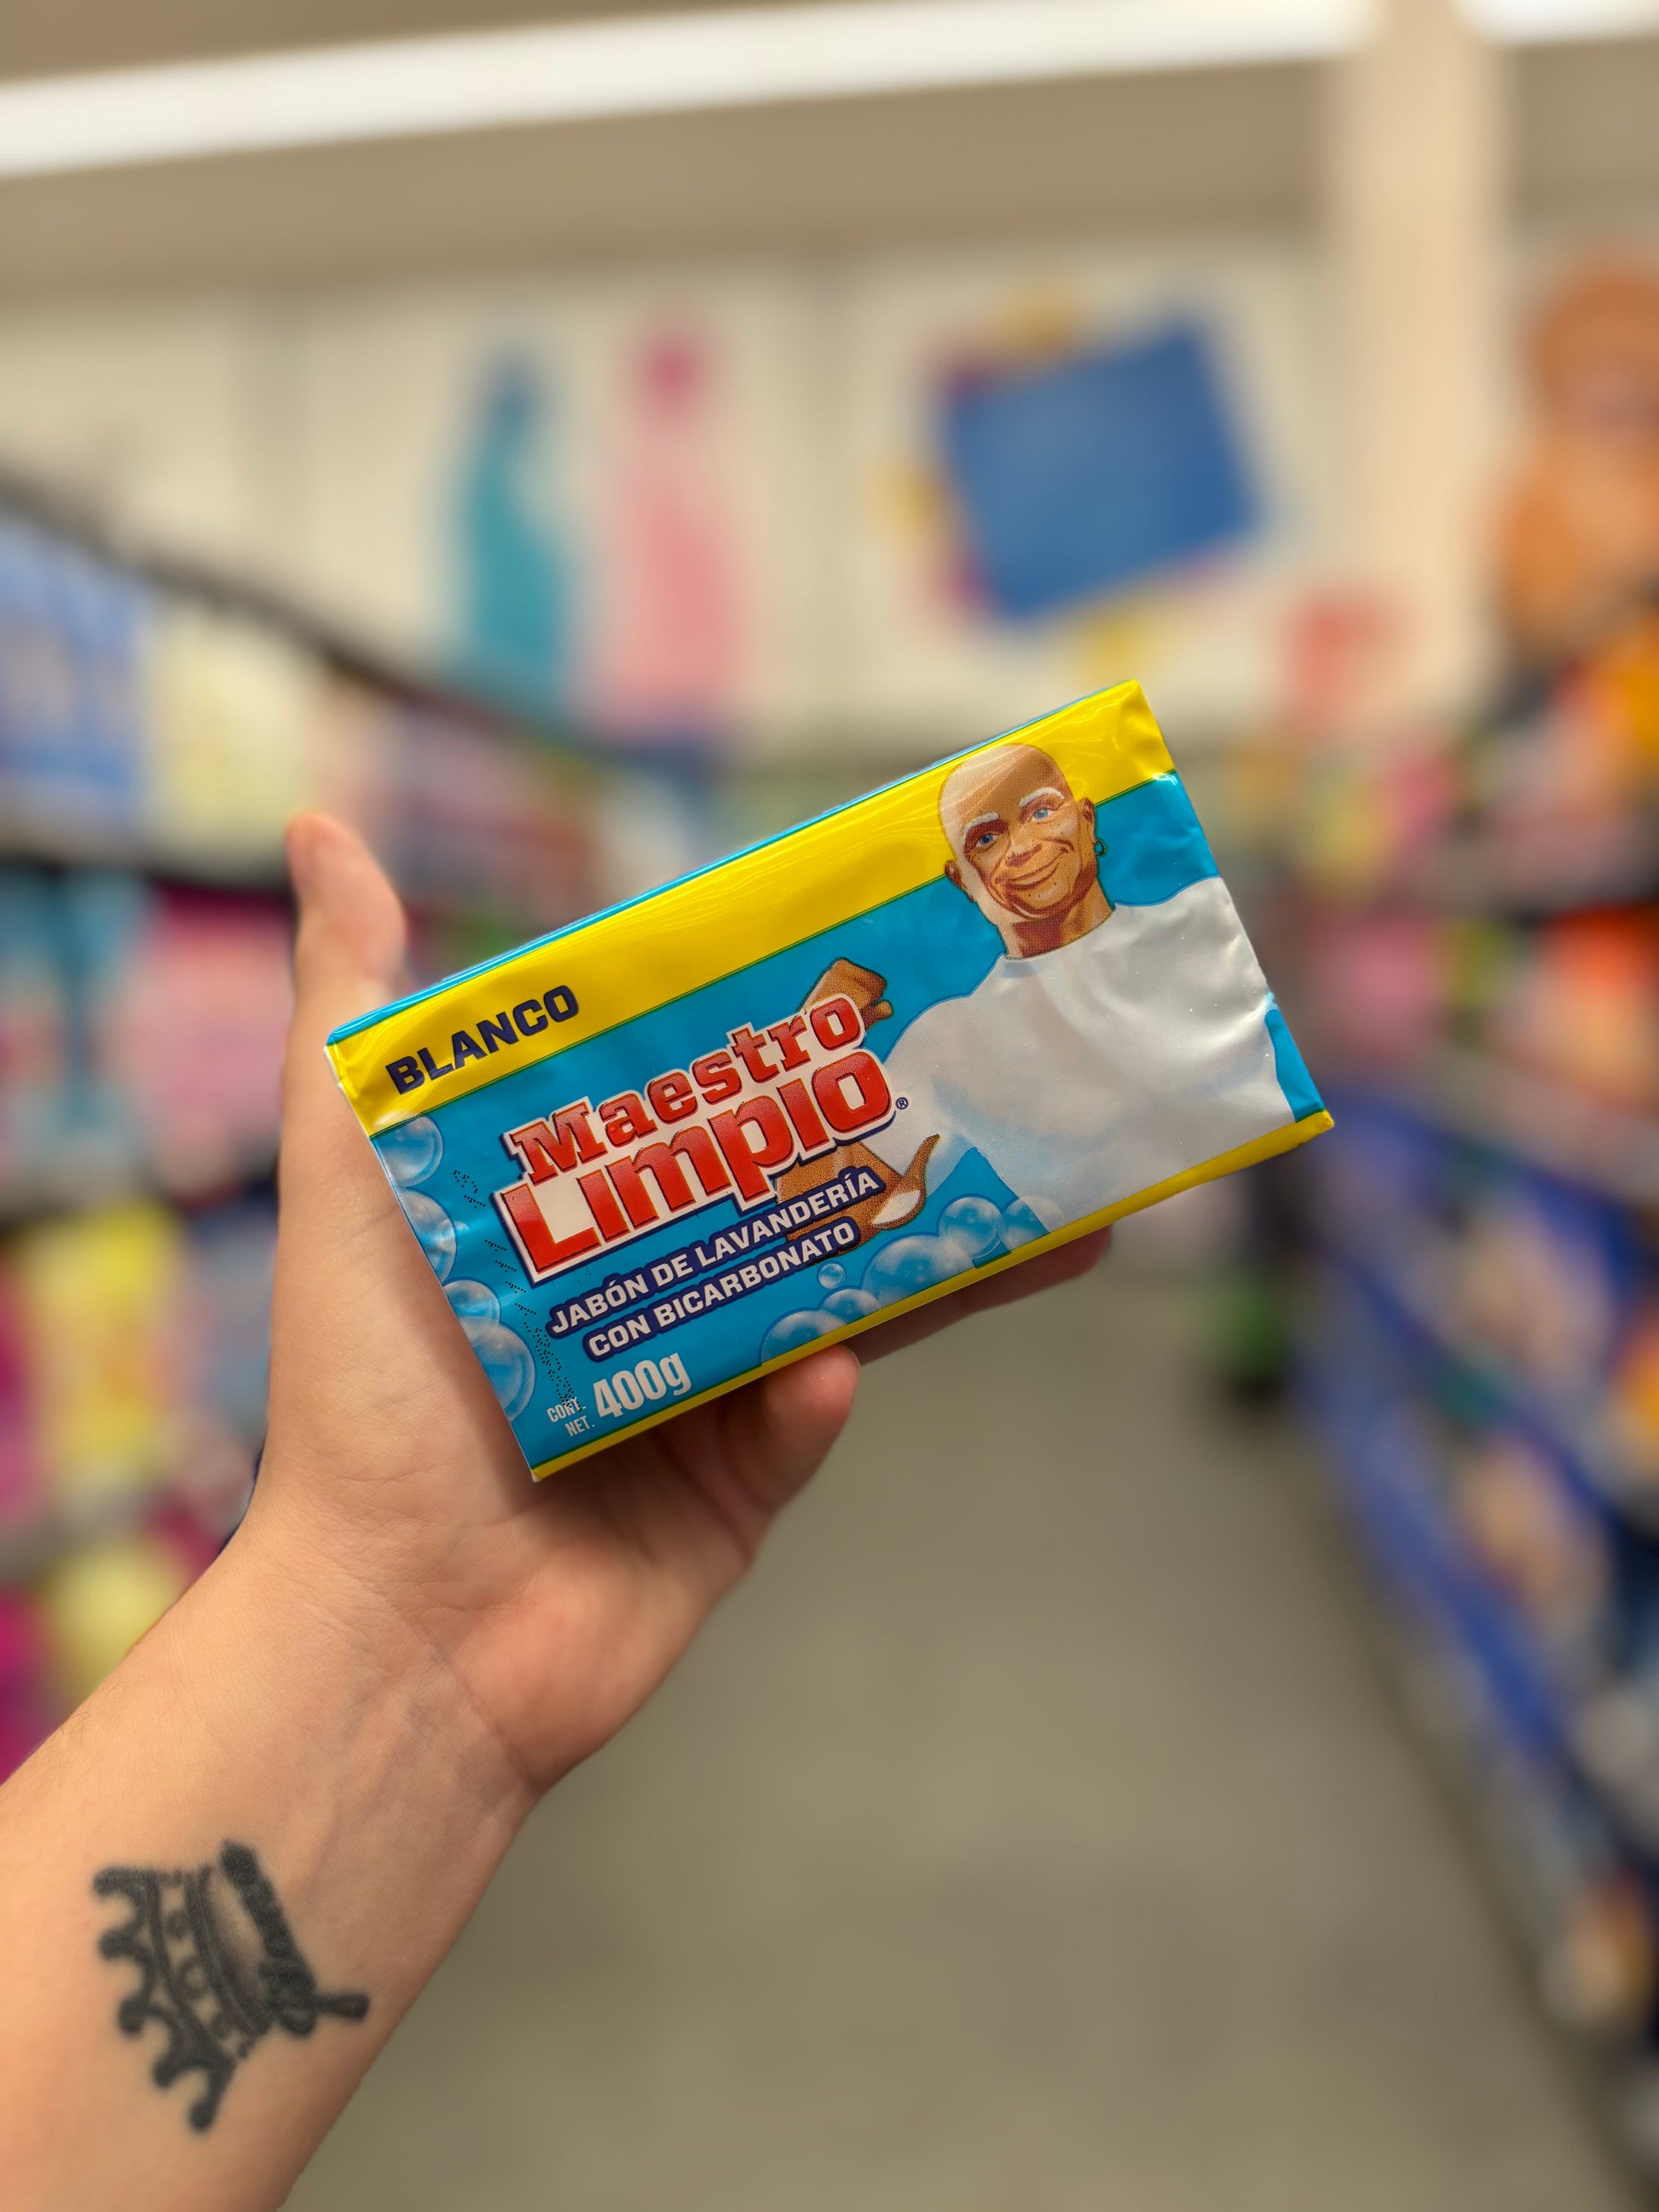 BLANCO
Maestro
Limpio®
JABÓN DE LAVANDERÍA
CON BICARBONATO
CONT.
NET. 400g